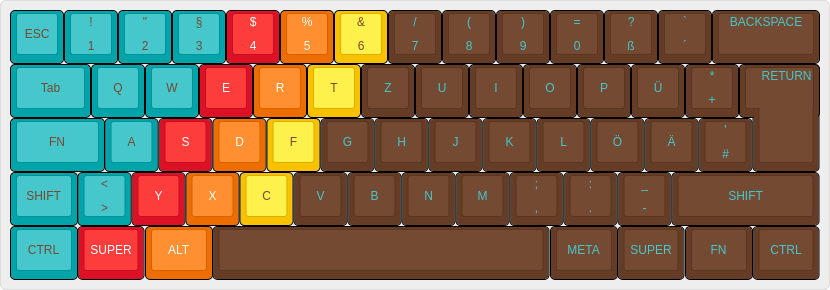 ESC ! " § $ % & / ( ) = ? ` BACKSPACE
1 2 3 4 5 6 7 8 9 0 ß ´
Tab Q W E R T Z U I O P Ü * RETURN
+
FN A S D F G H J K L Ö Ä '
#
SHIFT < Y X C V B N M ; : _ SHIFT
> , . -
CTRL SUPER ALT META SUPER FN CTRL